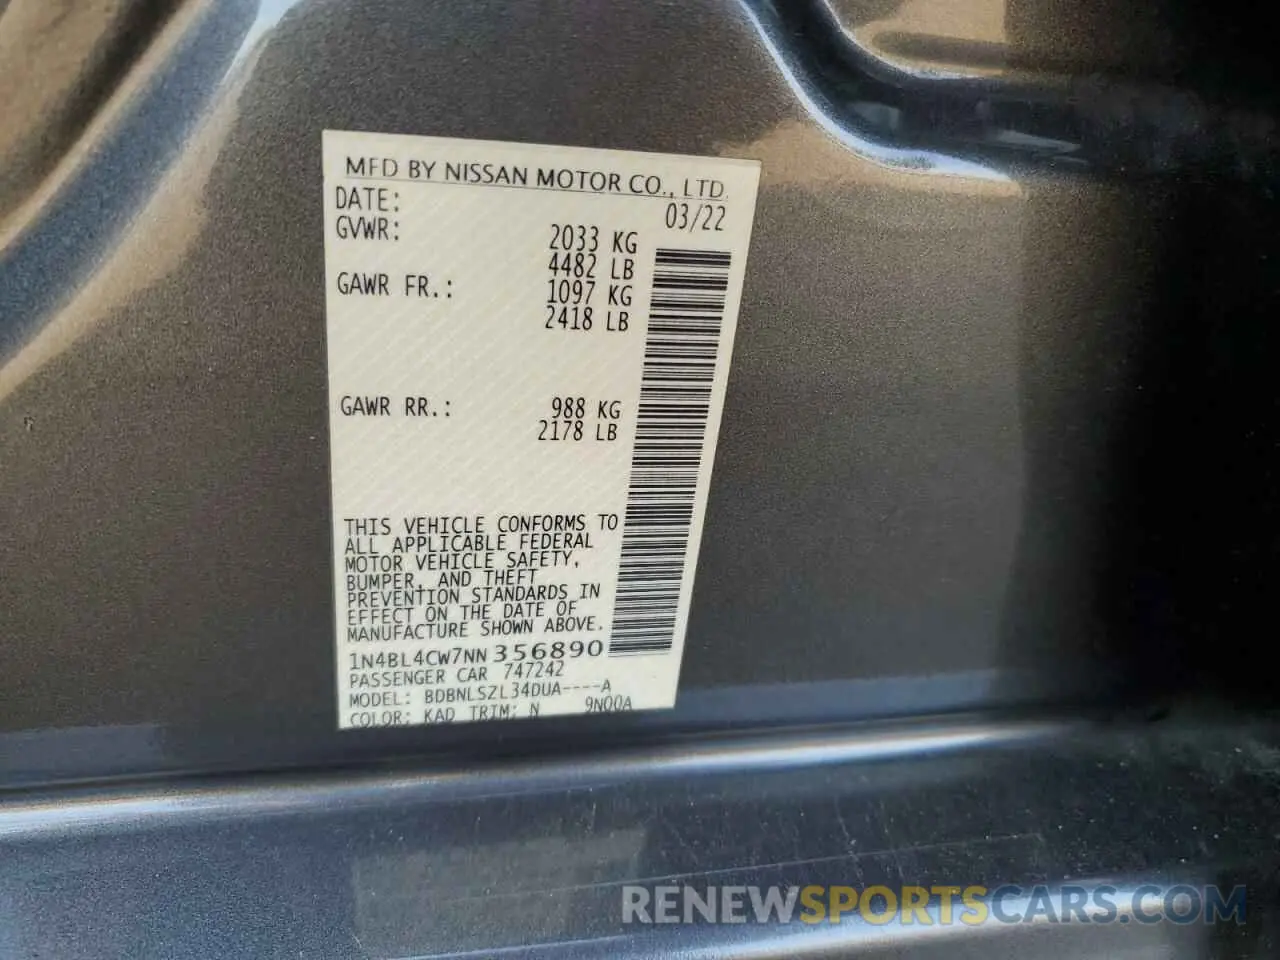 MFD BY NISSAN MOTOR CO., LTD.
DATE: 03/22
GVWR: 2033 KG
4482 LB
GAWR FR.: 1097 KG
2418 LB
GAWR RR.: 988 KG
2178 LB
THIS VEHICLE CONFORMS TO
ALL APPLICABLE FEDERAL
MOTOR VEHICLE SAFETY,
BUMPER, AND THEFT
PREVENTION STANDARDS IN
EFFECT ON THE DATE OF
MANUFACTURE SHOWN ABOVE.
1N4BL4CW7NN356890
PASSENGER CAR 747242
MODEL: BDBNLSZL34DUA----A
COLOR: KAD TRIM: N 9N00A
RENEWSPORTSCARS.COM